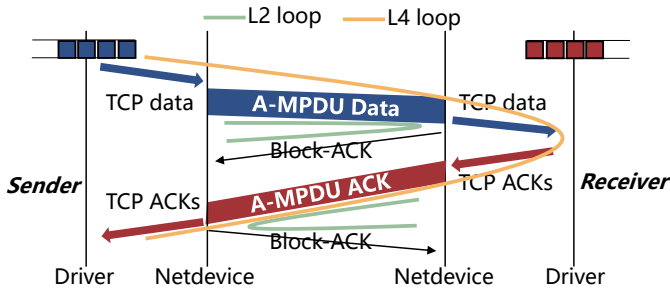 L2 loop
L4 loop
TCP data
A-MPDU Data
TCP data
Block-ACK
Sender
TCP ACKs
A-MPDU ACK
TCP ACKs
Receiver
Block-ACK
Driver
Netdevice
Netdevice
Driver